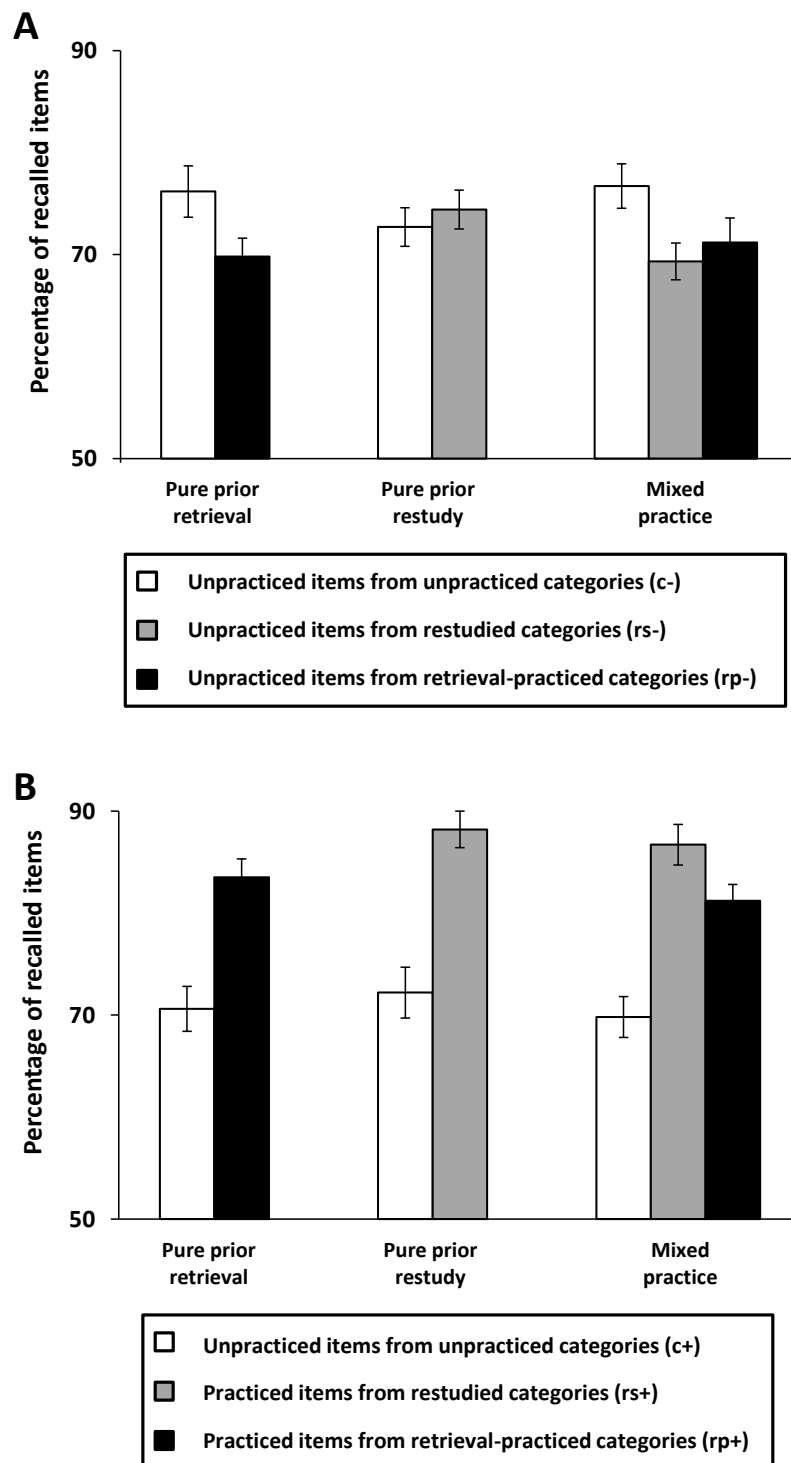 A
Percentage of recalled items
90
70
50
Pure prior
retrieval
Pure prior
restudy
Mixed
practice
Unpracticed items from unpracticed categories (c-)
Unpracticed items from restudied categories (rs-)
Unpracticed items from retrieval-practiced categories (rp-)
B
Percentage of recalled items
90
70
50
Pure prior
retrieval
Pure prior
restudy
Mixed
practice
Unpracticed items from unpracticed categories (c+)
Practiced items from restudied categories (rs+)
Practiced items from retrieval-practiced categories (rp+)